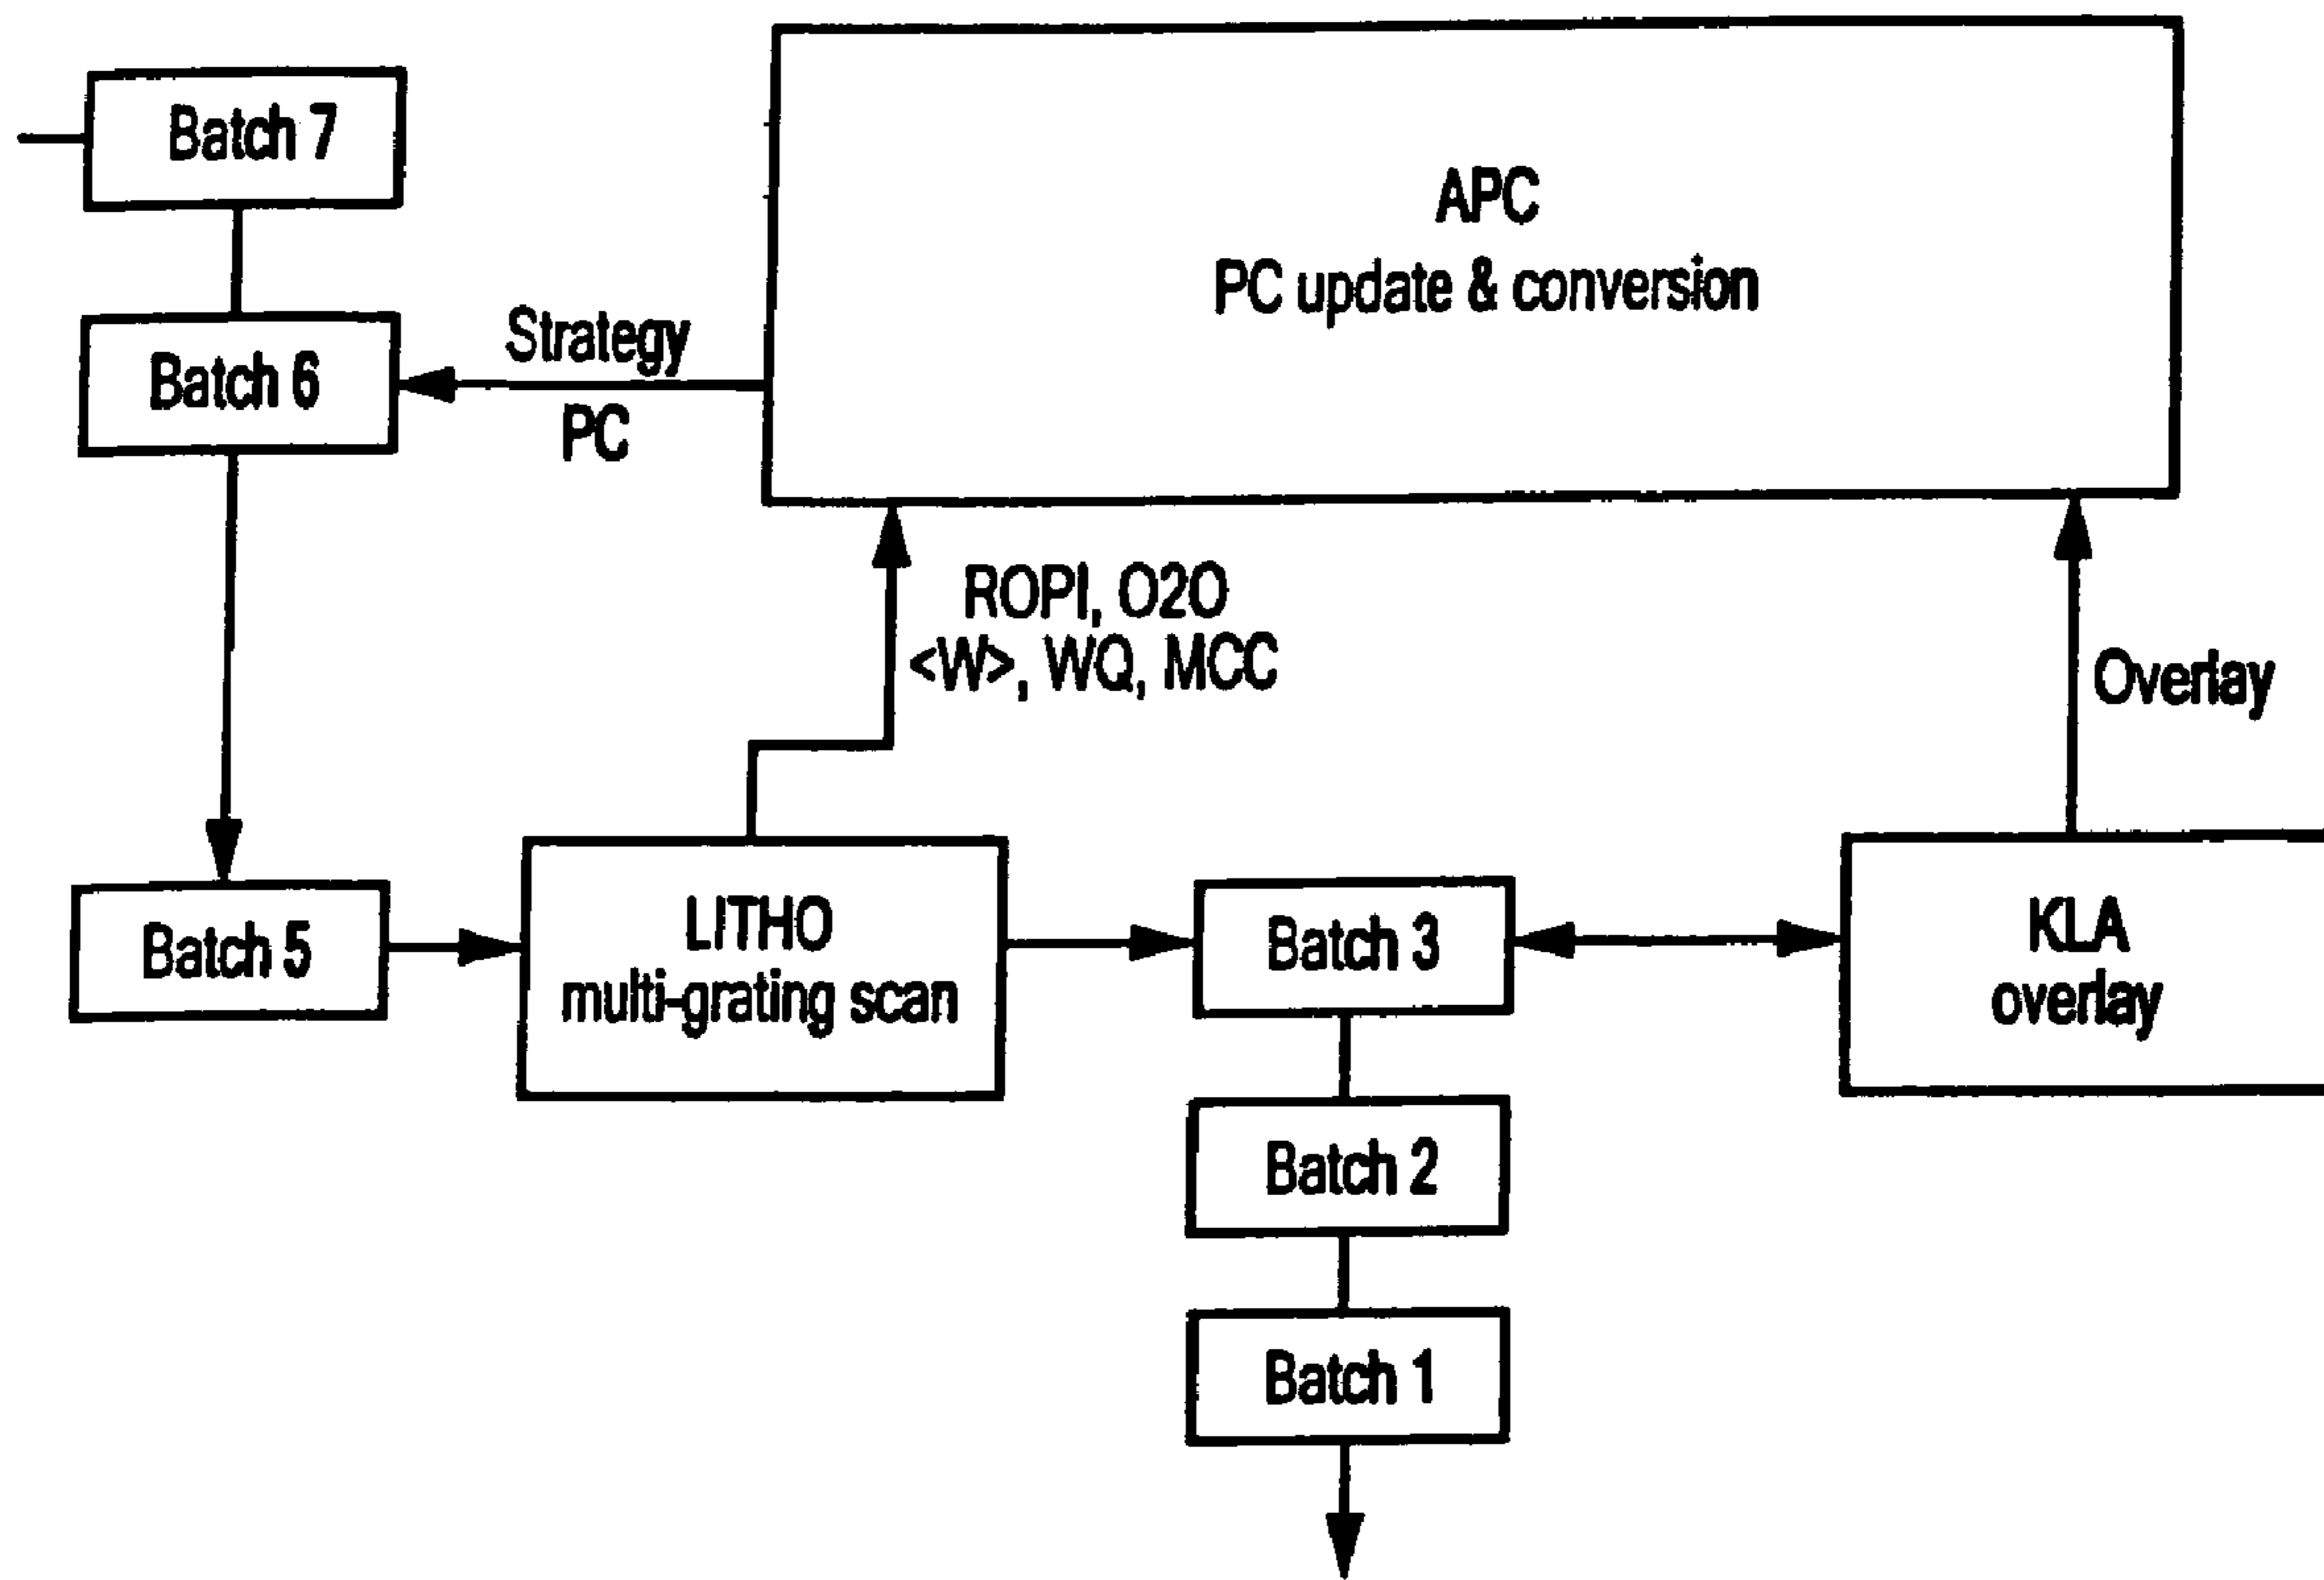 Batch 7
APC
PC update & conversion
Strategy
Batch 6
PC
ROPI, O2O
<W>, WQ, MCC
Overlay
Batch 5
LITHO
multi-grating scan
Batch 3
KLA
overlay
Batch 2
Batch 1